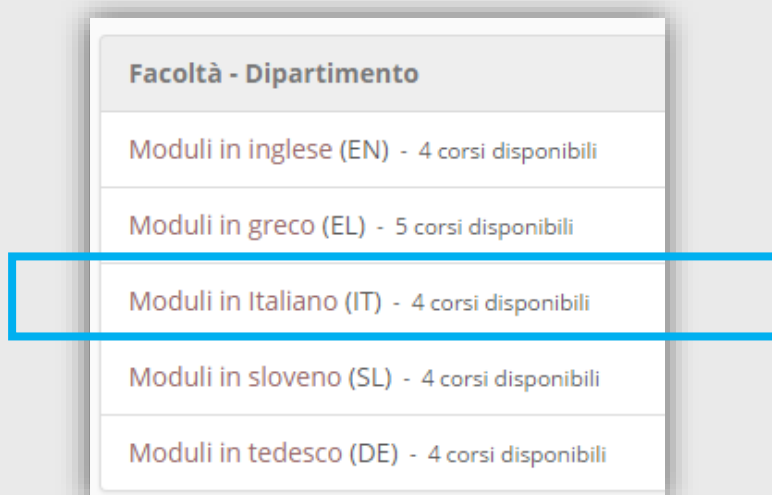 Facoltà - Dipartimento
Moduli in inglese (EN) - 4 corsi disponibili
Moduli in greco (EL) - 5 corsi disponibili
Moduli in Italiano (IT) - 4 corsi disponibili
Moduli in sloveno (SL) - 4 corsi disponibili
Moduli in tedesco (DE) - 4 corsi disponibili